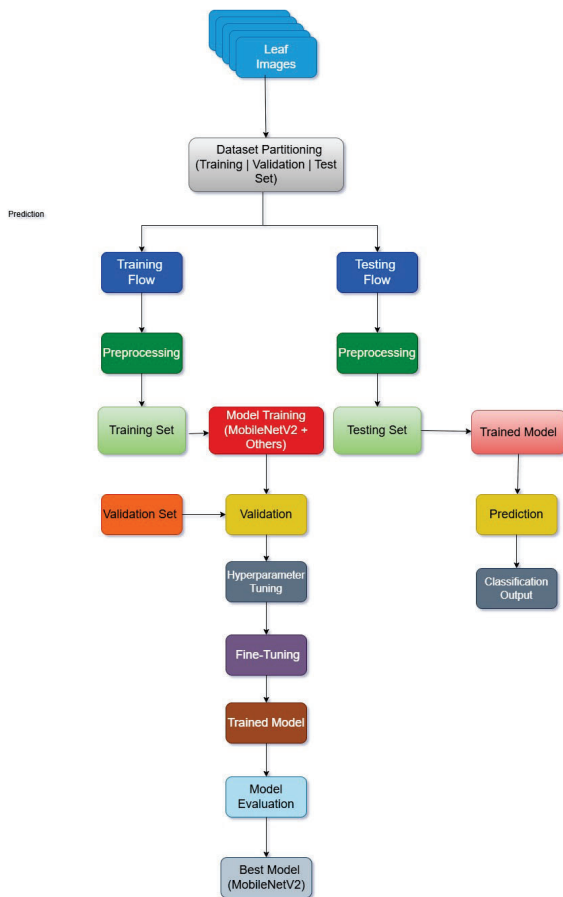 Leaf
Images
Dataset Partitioning
(Training | Validation | Test
Set)
Prediction
Training
Flow
Testing
Flow
Preprocessing
Preprocessing
Training Set
Model Training
(MobileNetV2 +
Others)
Testing Set
Trained Model
Validation Set
Validation
Prediction
Hyperparameter
Tuning
Classification
Output
Fine-Tuning
Trained Model
Model
Evaluation
Best Model
(MobileNetV2)